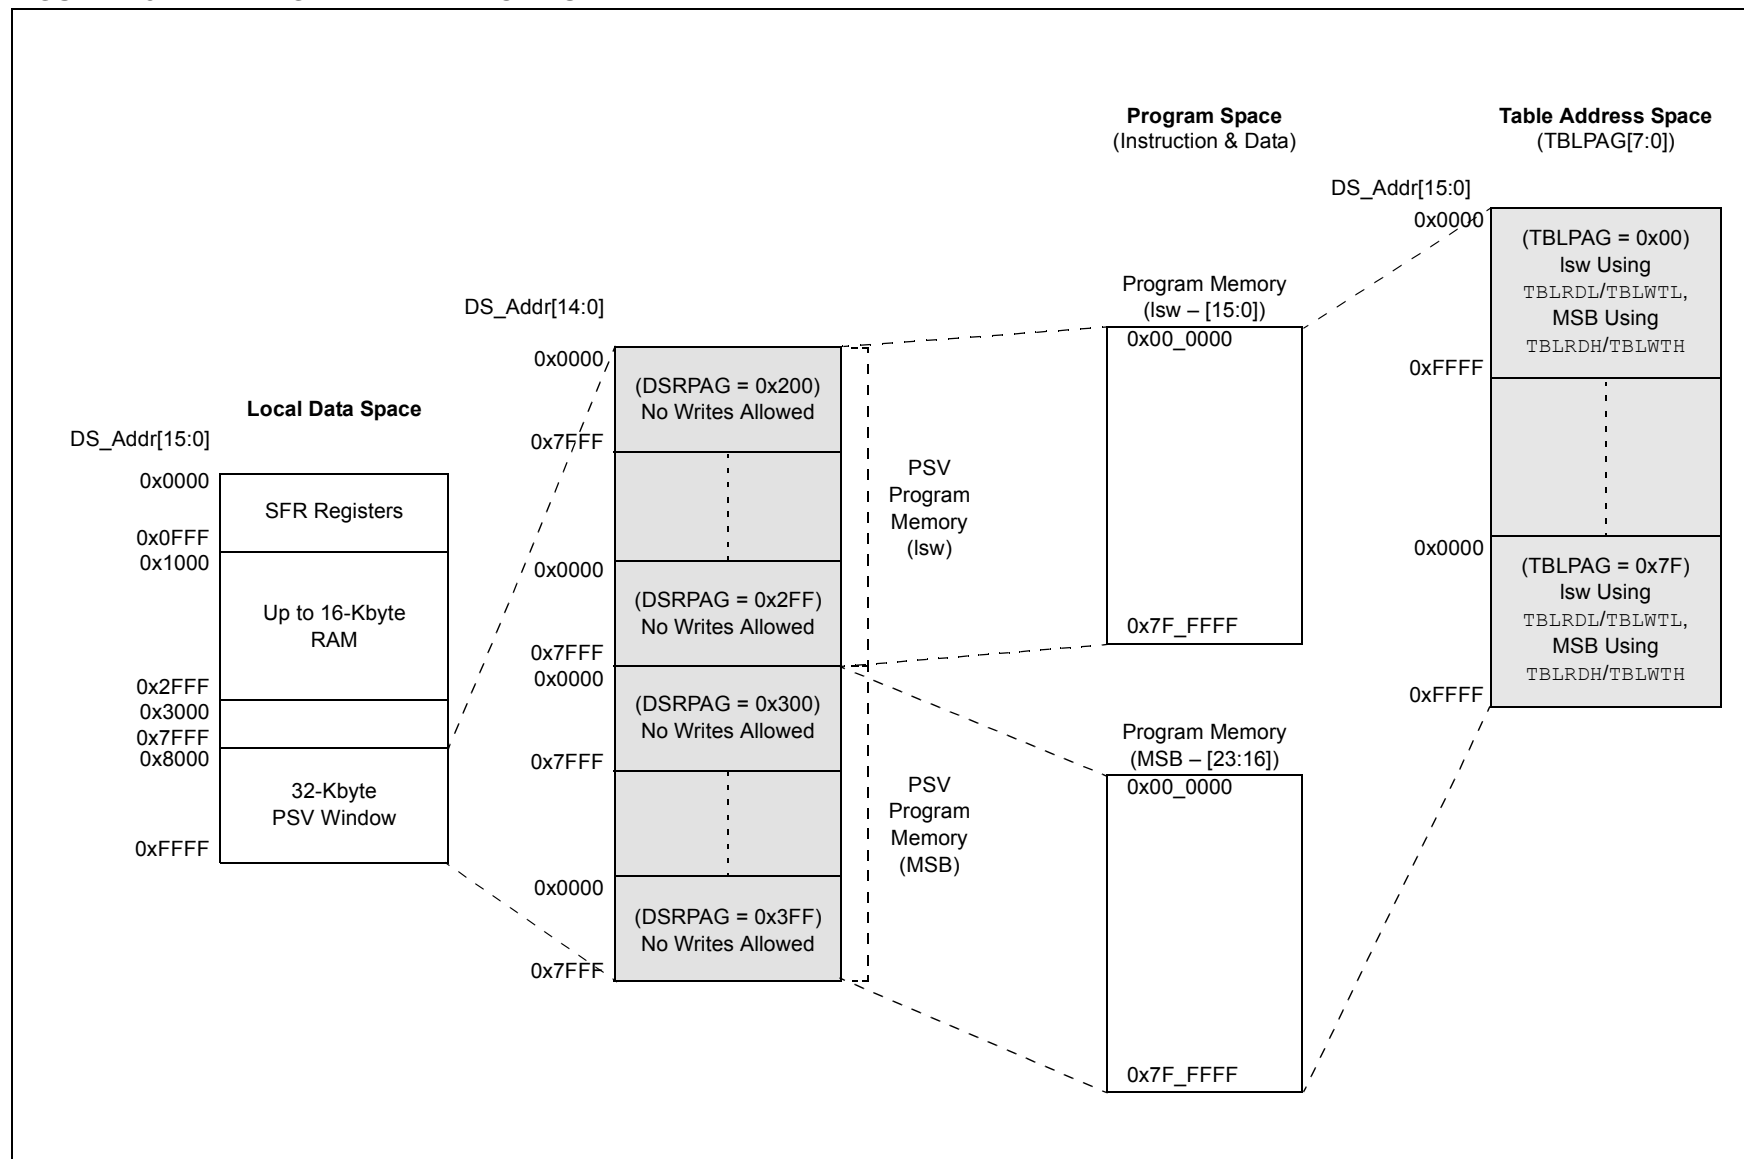 Local Data Space
DS_Addr[15:0]
0x0000
SFR Registers
0x0FFF
0x1000
Up to 16-Kbyte
RAM
0x2FFF
0x3000
0x7FFF
0x8000
32-Kbyte
PSV Window
0xFFFF
DS_Addr[14:0]
0x0000
(DSRPAG = 0x200)
No Writes Allowed
0x7FFF
0x0000
(DSRPAG = 0x2FF)
No Writes Allowed
0x7FFF
0x0000
(DSRPAG = 0x300)
No Writes Allowed
0x7FFF
0x0000
(DSRPAG = 0x3FF)
No Writes Allowed
0x7FFF
PSV
Program
Memory
(lsw)
PSV
Program
Memory
(MSB)
Program Space
(Instruction & Data)
Program Memory
(lsw – [15:0])
0x00_0000
0x7F_FFFF
Program Memory
(MSB – [23:16])
0x00_0000
0x7F_FFFF
Table Address Space
(TBLPAG[7:0])
DS_Addr[15:0]
0x0000
(TBLPAG = 0x00)
lsw Using
TBLRDL/TBLWTL,
MSB Using
TBLRDH/TBLWTH
0xFFFF
0x0000
(TBLPAG = 0x7F)
lsw Using
TBLRDL/TBLWTL,
MSB Using
TBLRDH/TBLWTH
0xFFFF